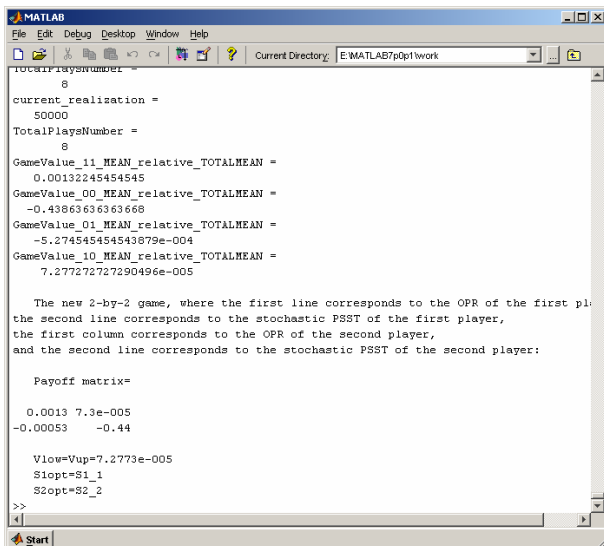 MATLAB
File Edit Debug Desktop Window Help
Current Directory: E:\MATLAB7p0p1\work
TotalPlaysNumber =
8
current_realization =
50000
TotalPlaysNumber =
8
GameValue_11_MEAN_relative_TOTALMEAN =
0.00132245454545
GameValue_00_MEAN_relative_TOTALMEAN =
-0.43863636363668
GameValue_01_MEAN_relative_TOTALMEAN =
-5.274545454543879e-004
GameValue_10_MEAN_relative_TOTALMEAN =
7.277272727290496e-005
The new 2-by-2 game, where the first line corresponds to the OPR of the first pl
the second line corresponds to the stochastic PSST of the first player,
the first column corresponds to the OPR of the second player,
and the second line corresponds to the stochastic PSST of the second player:
Payoff matrix=
0.0013 7.3e-005
-0.00053 -0.44
Vlow=Vup=7.2773e-005
S1opt=S1_1
S2opt=S2_2
>>
Start